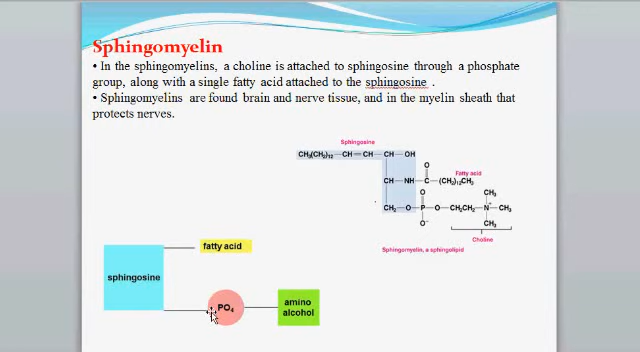 Sphingomyelin
• In the sphingomyelins, a choline is attached to sphingosine through a phosphate
group, along with a single fatty acid attached to the sphingosine .
• Sphingomyelins are found brain and nerve tissue, and in the myelin sheath that
protects nerves.
Sphingosine
CH₃(CH₂)₁₂—CH=CH—CH—OH
O
Fatty acid
CH—NH—C—(CH₂)₁₂CH₃
O
CH₃
CH₂—O—P—O—CH₂CH₂—N⁺—CH₃
O⁻
CH₃
Choline
Sphingomyelin, a sphingolipid
fatty acid
sphingosine
PO₄
amino
alcohol